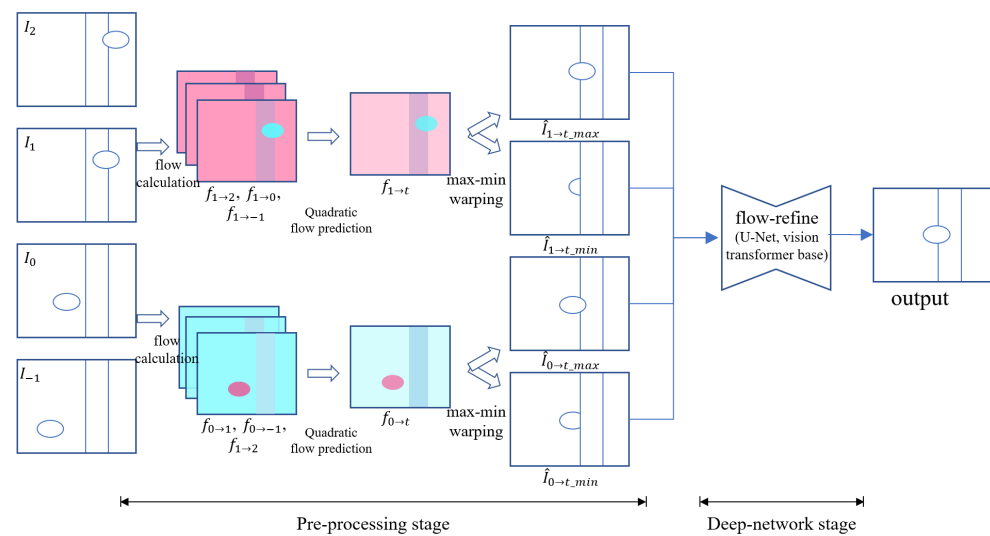 I₂
I₁
flow
calculation
f₁→₂, f₁→₀,
f₁→₋₁
Quadratic
flow prediction
f₁→ₜ
max-min
warping
Î₁→ₜ_ₘₐₓ
Î₁→ₜ_ₘᵢₙ
I₀
I₋₁
flow
calculation
f₀→₁, f₀→₋₁,
f₁→₂
Quadratic
flow prediction
f₀→ₜ
max-min
warping
Î₀→ₜ_ₘₐₓ
Î₀→ₜ_ₘᵢₙ
flow-refine
(U-Net, vision
transformer base)
output
Pre-processing stage
Deep-network stage